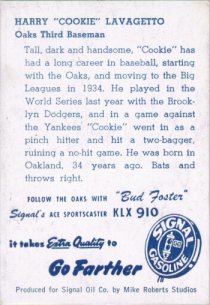 HARRY "COOKIE" LAVAGETTO
Oaks Third Baseman
Tall, dark and handsome, "Cookie" has
had a long career in baseball, starting
with the Oaks, and moving to the Big
Leagues in 1934. He played in the
World Series last year with the Brook-
lyn Dodgers, and in a game against
the Yankees "Cookie" went in as a
pinch hitter and hit a two-bagger,
ruining a no-hit game. He was born in
Oakland, 34 years ago. Bats and
throws right.
FOLLOW THE OAKS WITH "Bud Foster"
Signal's ACE SPORTSCASTER KLX 910
it takes Extra Quality to
Go Farther
SIGNAL
GASOLINE
Produced for Signal Oil Co. by Mike Roberts Studios